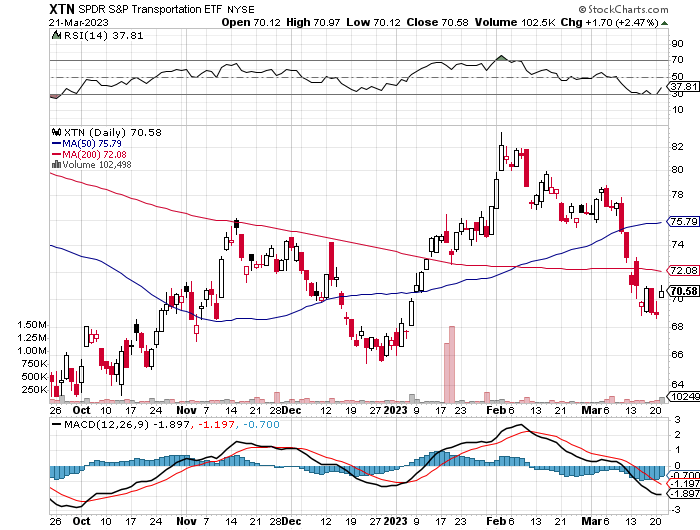 XTN SPDR S&P Transportation ETF NYSE
© StockCharts.com
21-Mar-2023
Open 70.12 High 70.97 Low 70.12 Close 70.58 Volume 102.5K Chg +1.70 (+2.47%)
RSI(14) 37.81
90
70
50
37.81
30
10
XTN (Daily) 70.58
MA(50) 75.79
MA(200) 72.08
Volume 102,498
82
80
78
76
75.79
74
72.08
70.58
70
68
66
64
1.50M
1.25M
1.00M
750K
500K
250K
10249
26 Oct 10 17 24 Nov 7 14 21 28 Dec 12 19 27 2023 9 17 23 Feb 6 13 21 Mar 13 20
MACD(12,26,9) -1.897, -1.197, -0.700
3
2
1
0
-0.700
-1.197
-1.897
-3
26 Oct 10 17 24 Nov 7 14 21 28 Dec 12 19 27 2023 9 17 23 Feb 6 13 21 Mar 13 20